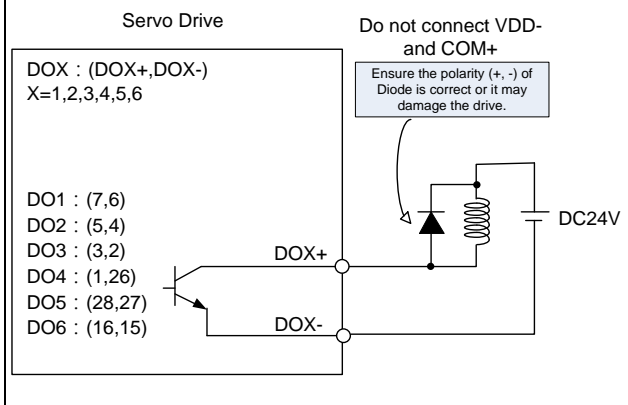 Servo Drive
Do not connect VDD-
and COM+
Ensure the polarity (+, -) of
Diode is correct or it may
damage the drive.
DOX : (DOX+,DOX-)
X=1,2,3,4,5,6
DO1 : (7,6)
DO2 : (5,4)
DO3 : (3,2)
DO4 : (1,26)
DO5 : (28,27)
DO6 : (16,15)
DOX+
DOX-
DC24V